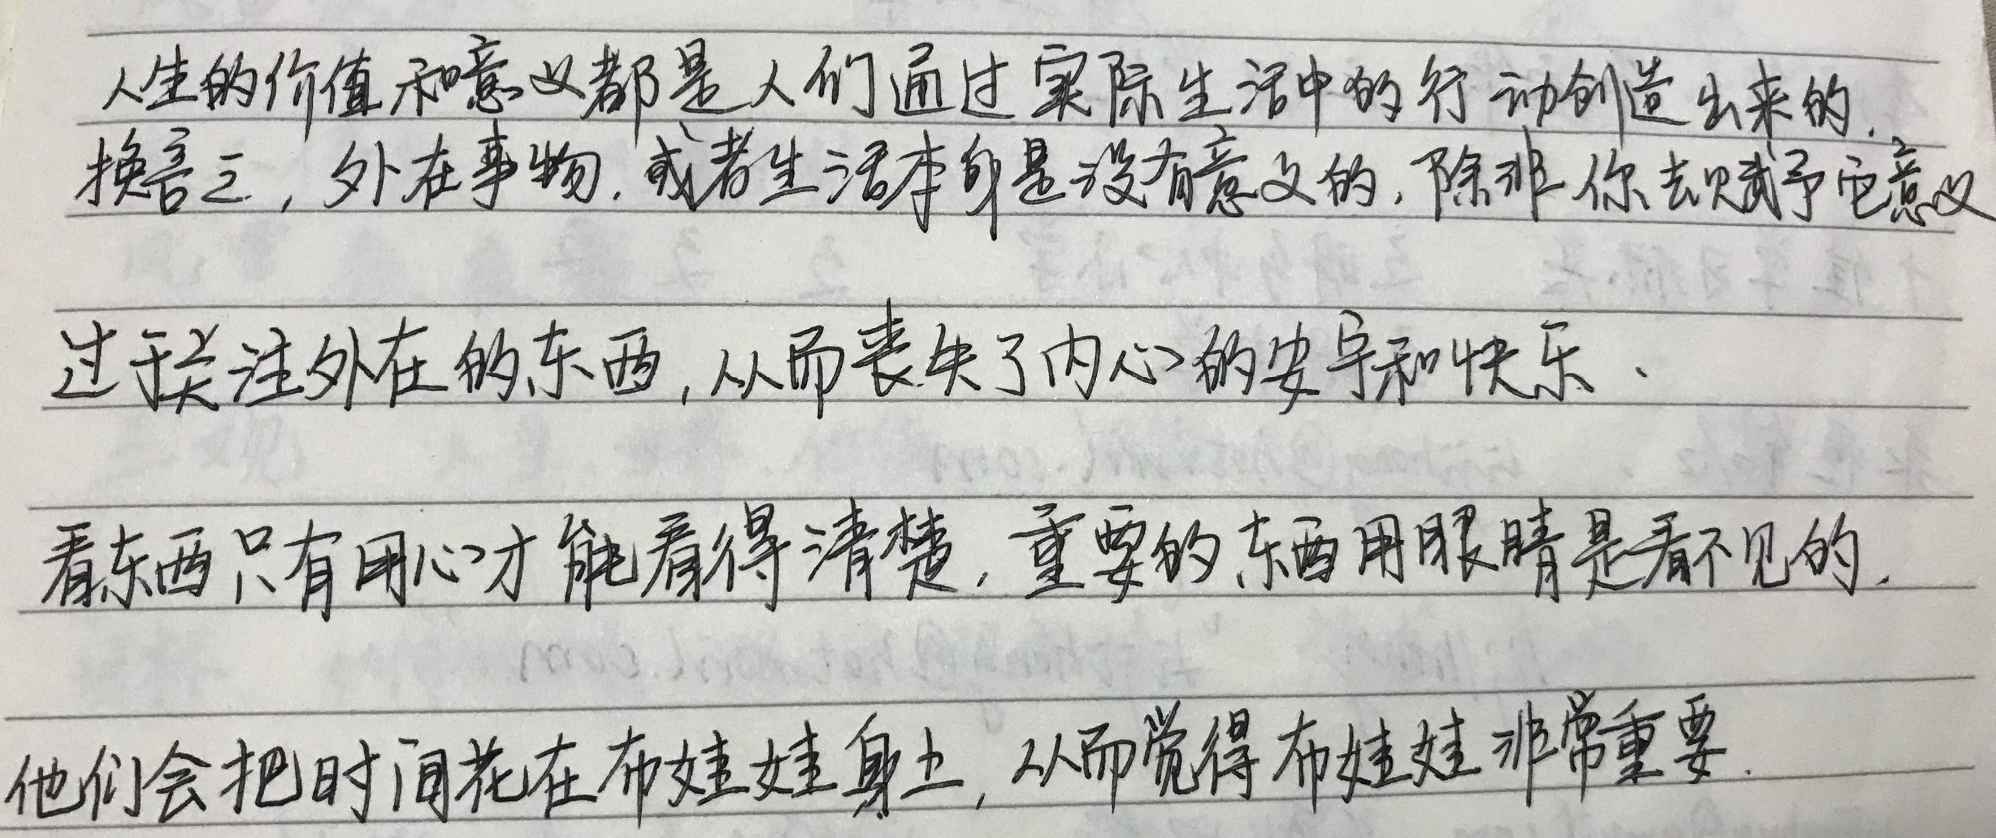 人生的价值和意义都是人们通过实际生活中的行动创造出来的.
换言之,外在事物.或者生活本身是没有意义的.除非你去赋予它意义
过于关注外在的东西,从而丧失了内心的安宁和快乐.
看东西只有用心才能看得清楚.重要的东西用眼睛是看不见的.
他们会把时间花在布娃娃身上,从而觉得布娃娃非常重要.